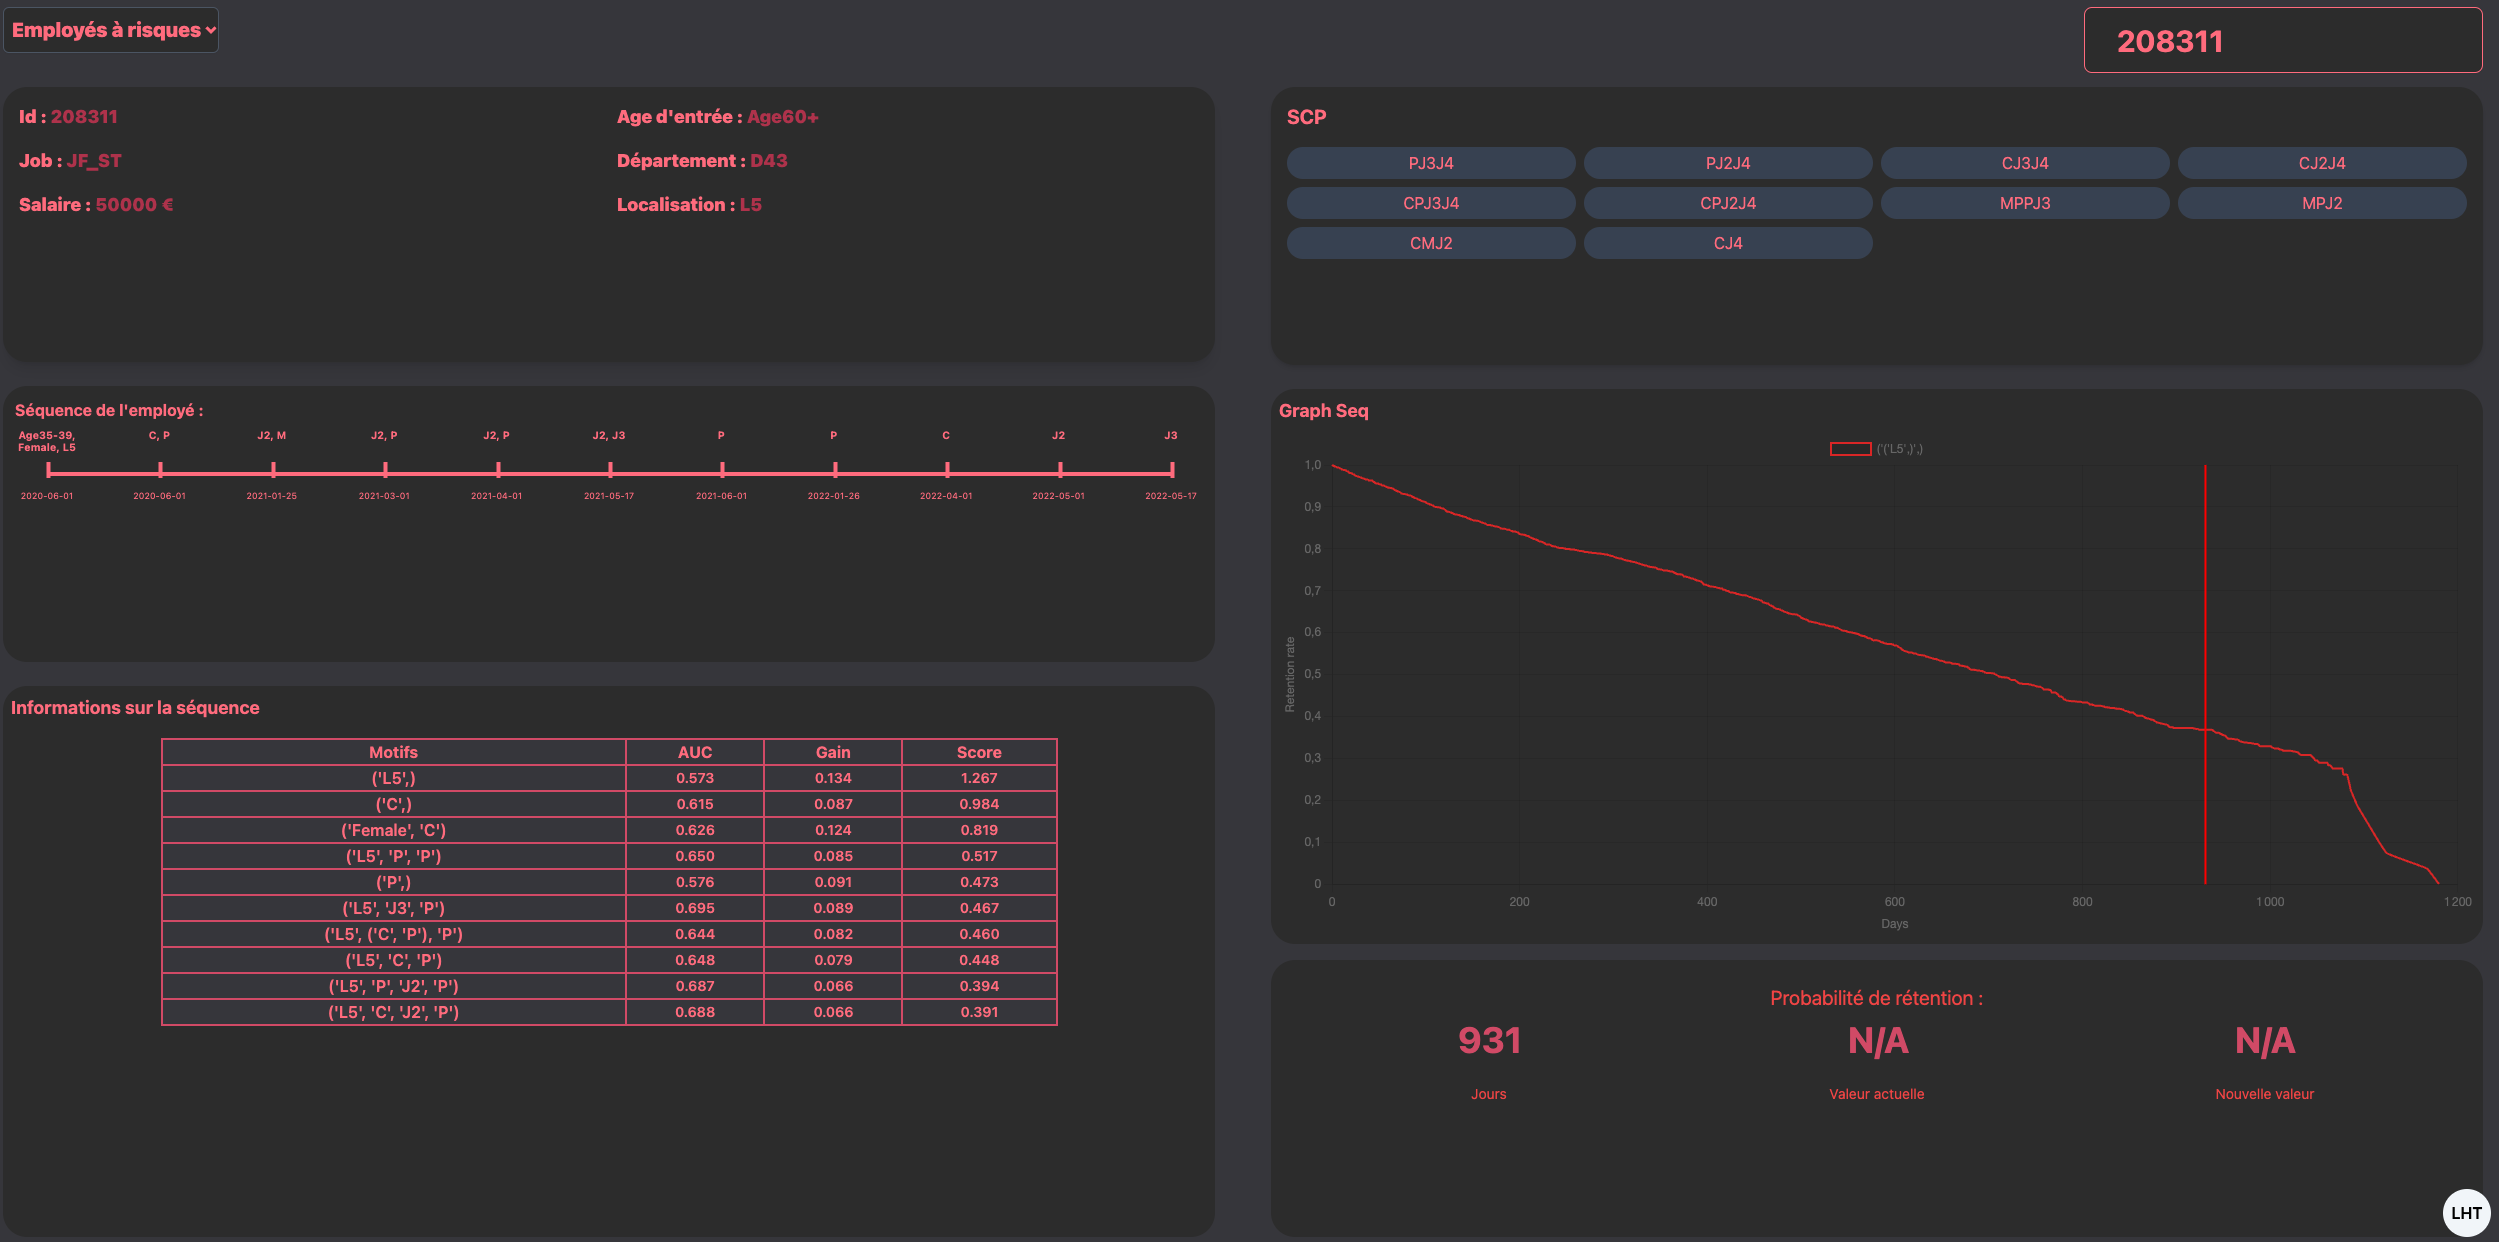 Employés à risques
208311
Id : 208311
Age d'entrée : Age60+
Job : JF_ST
Département : D43
Salaire : 50000 €
Localisation : L5
SCP
PJ3J4 PJ2J4 CJ3J4 CJ2J4
CPJ3J4 CPJ2J4 MPPJ3 MPJ2
CMJ2 CJ4
Séquence de l'employé :
Age35-39, Female, L5
C, P
J2, M
J2, P
J2, P
J2, J3
P
P
C
J2
J3
2020-06-01 2020-06-01 2021-01-25 2021-03-01 2021-04-01 2021-05-17 2021-06-01 2022-01-26 2022-04-01 2022-05-01 2022-05-17
Informations sur la séquence
Motifs AUC Gain Score
('L5',) 0.573 0.134 1.267
('C',) 0.615 0.087 0.984
('Female', 'C') 0.626 0.124 0.819
('L5', 'P', 'P') 0.650 0.085 0.517
('P',) 0.576 0.091 0.473
('L5', 'J3', 'P') 0.695 0.089 0.467
('L5', ('C', 'P'), 'P') 0.644 0.082 0.460
('L5', 'C', 'P') 0.648 0.079 0.448
('L5', 'P', 'J2', 'P') 0.687 0.066 0.394
('L5', 'C', 'J2', 'P') 0.688 0.066 0.391
Graph Seq
('('L5',)',)
Retention rate
1,0
0,9
0,8
0,7
0,6
0,5
0,4
0,3
0,2
0,1
0
0 200 400 600 800 1 000 1 200
Days
Probabilité de rétention :
931 N/A N/A
Jours Valeur actuelle Nouvelle valeur
LHT